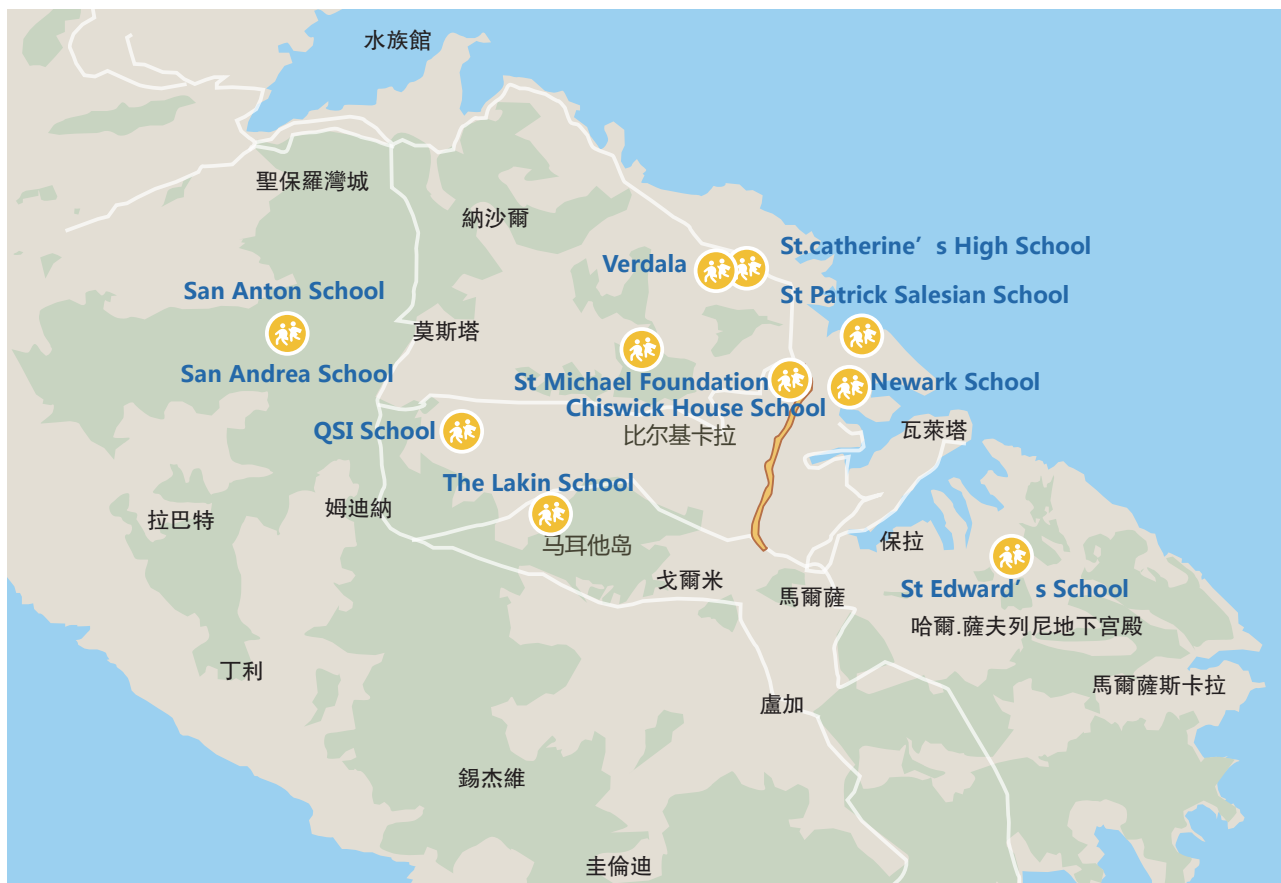 水族館
聖保羅灣城
納沙爾
St.catherine’s High School
Verdala
San Anton School
St Patrick Salesian School
莫斯塔
San Andrea School
St Michael Foundation
Newark School
Chiswick House School
QSI School
比尔基卡拉
瓦萊塔
The Lakin School
姆迪納
拉巴特
马耳他岛
保拉
戈爾米
馬爾薩
St Edward’s School
哈爾.薩夫列尼地下宫殿
丁利
馬爾薩斯卡拉
盧加
錫杰維
圭倫迪